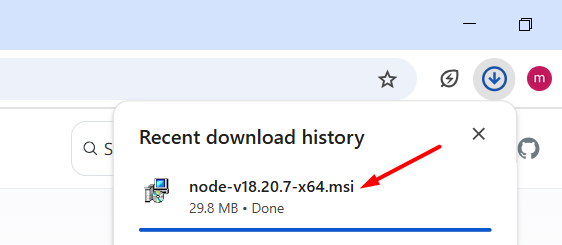 m
S
Recent download history
node-v18.20.7-x64.msi
29.8 MB • Done